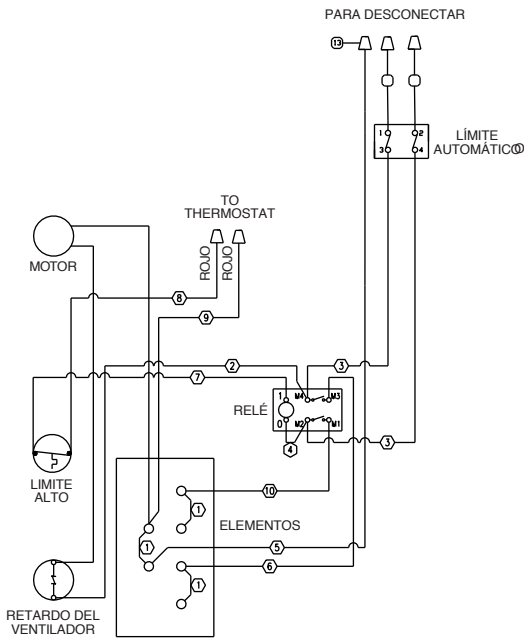 PARA DESCONECTAR
13
1 2
3 4
LÍMITE
AUTOMÁTICO
TO
THERMOSTAT
ROJO
ROJO
MOTOR
8
9
2
3
7
1 M4 M3
RELÉ
0 M2 M1
4
3
LIMITE
ALTO
10
1
ELEMENTOS
1
5
6
1
RETARDO DEL
VENTILADOR